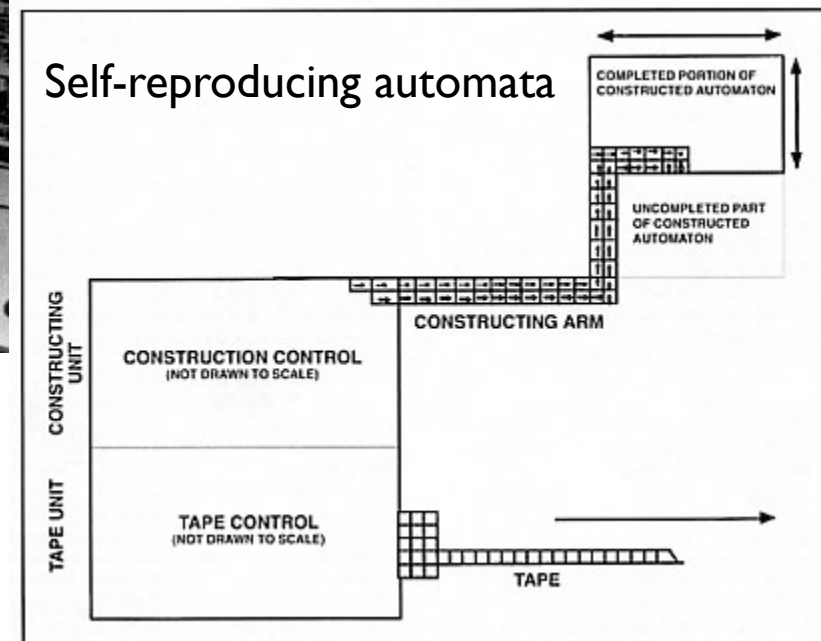 Self-reproducing automata
COMPLETED PORTION OF
CONSTRUCTED AUTOMATON
UNCOMPLETED PART
OF CONSTRUCTED
AUTOMATON
CONSTRUCTING ARM
CONSTRUCTING
UNIT
CONSTRUCTION CONTROL
(NOT DRAWN TO SCALE)
TAPE UNIT
TAPE CONTROL
(NOT DRAWN TO SCALE)
TAPE